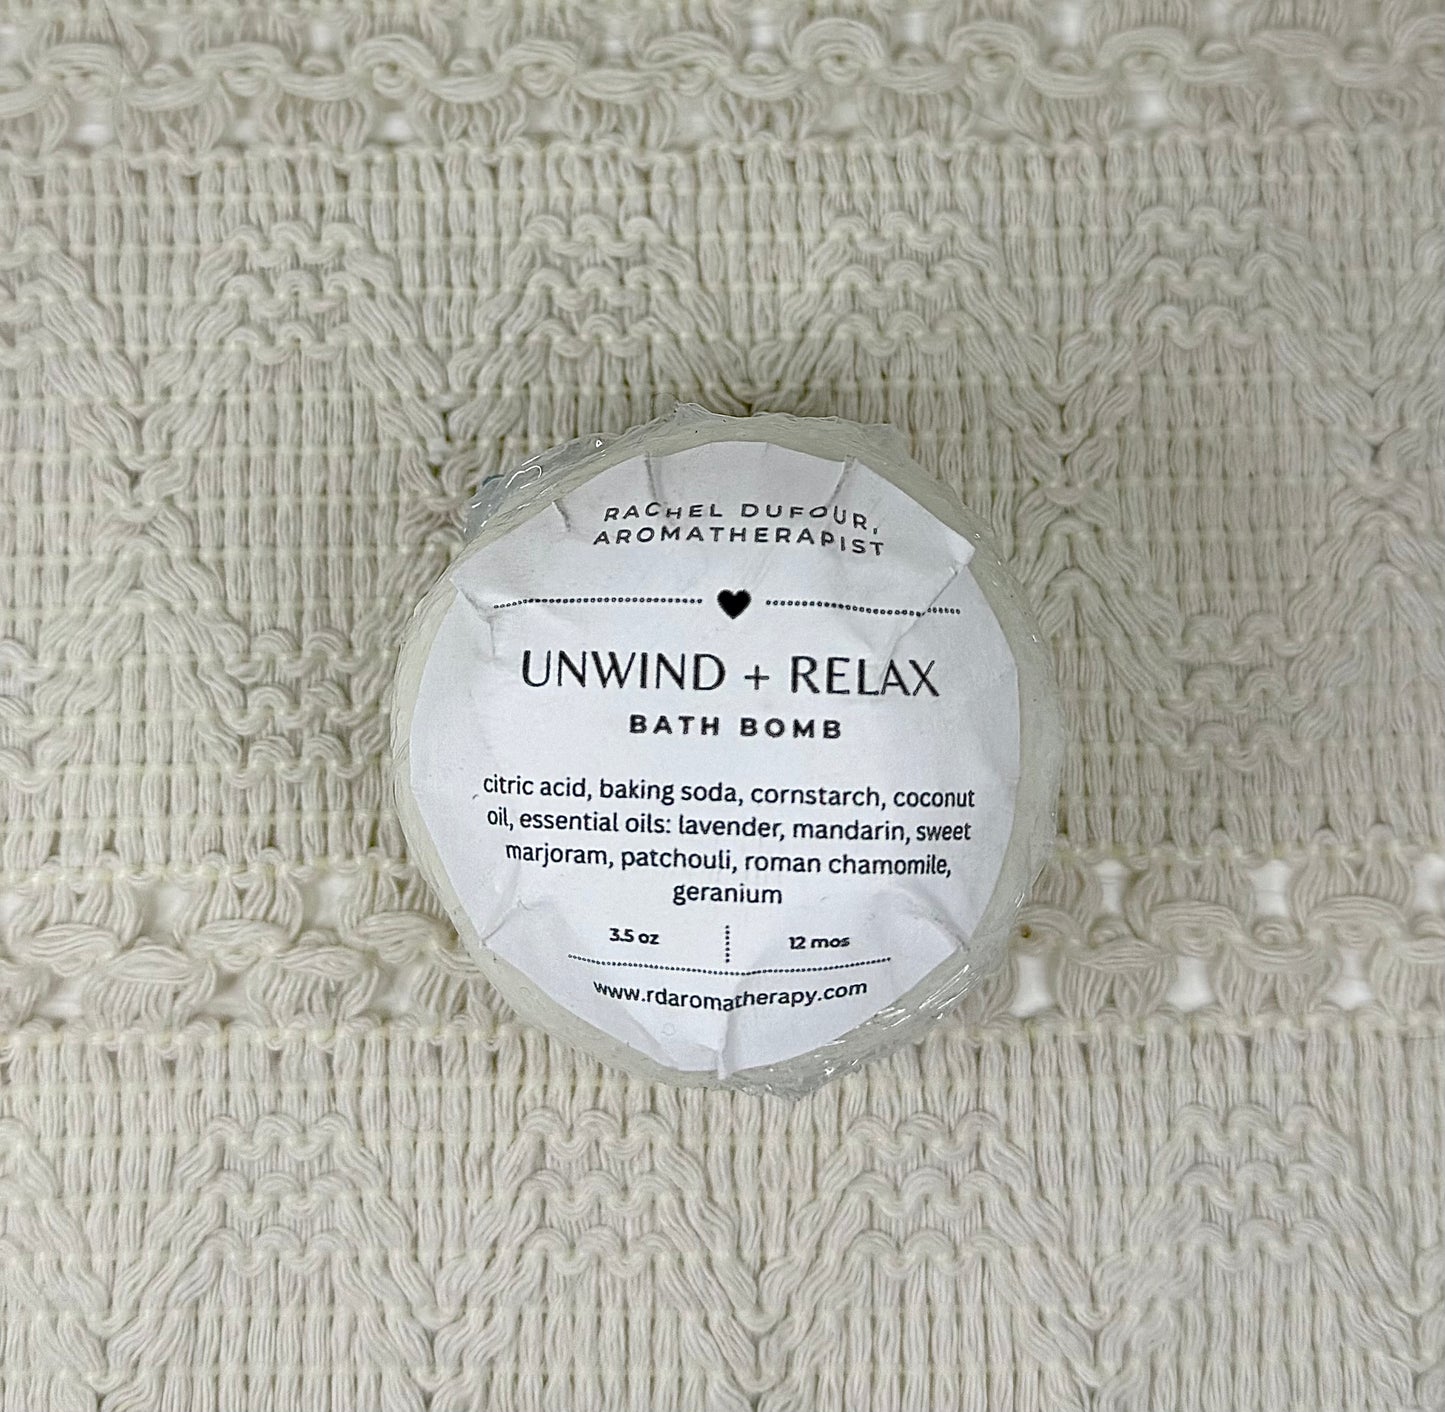 RACHEL DUFOUR,
AROMATHERAPIST
UNWIND + RELAX
BATH BOMB
citric acid, baking soda, cornstarch, coconut
oil, essential oils: lavender, mandarin, sweet
marjoram, patchouli, roman chamomile,
geranium
3.5 oz 12 mos
www.rdaromatherapy.com